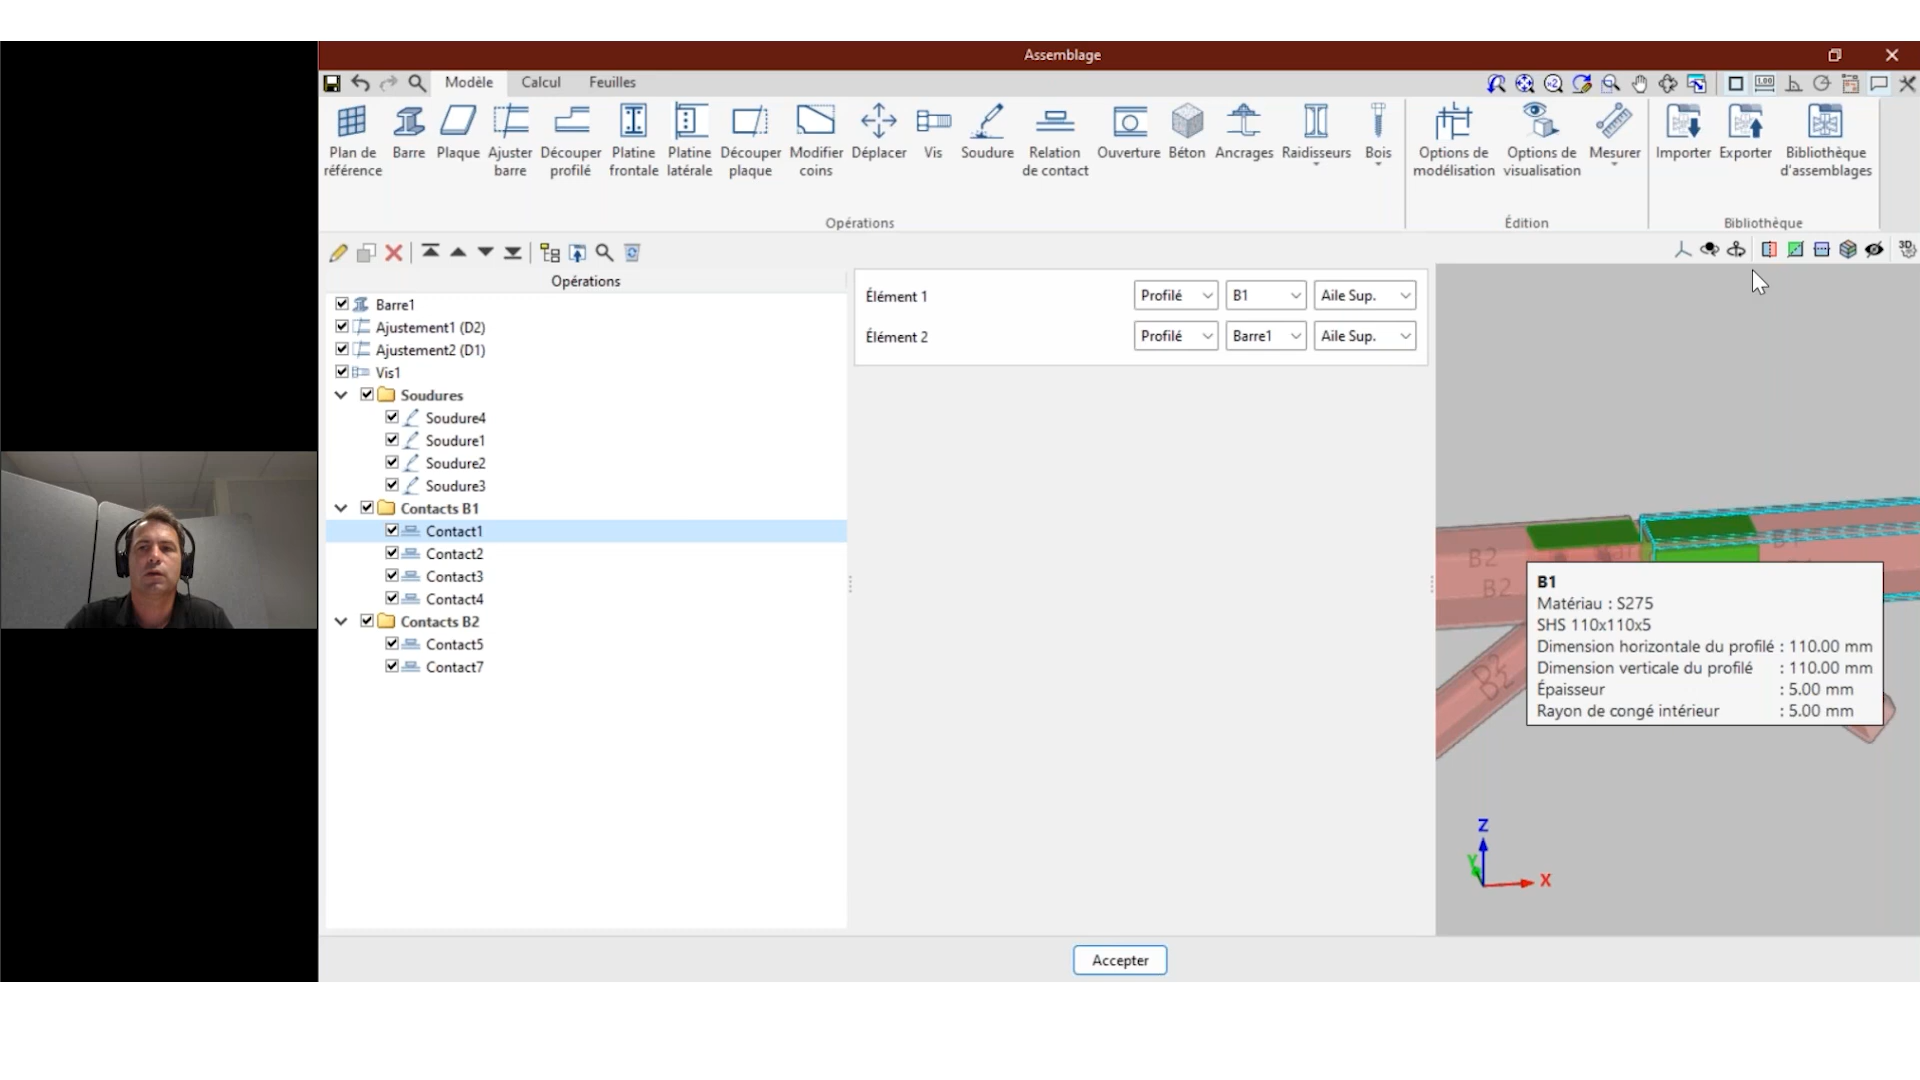 Assemblage
Modèle Calcul Feuilles
Plan de référence
Barre
Plaque
Ajuster barre
Découper profilé
Platine frontale
Platine latérale
Découper plaque
Modifier coins
Déplacer
Vis
Soudure
Relation de contact
Ouverture
Béton
Ancrages
Raidisseurs
Bois
Options de modélisation
Options de visualisation
Mesurer
Importer
Exporter
Bibliothèque d'assemblages
Opérations
Édition
Bibliothèque
Opérations
Barre1
Ajustement1 (D2)
Ajustement2 (D1)
Vis1
Soudures
Soudure4
Soudure1
Soudure2
Soudure3
Contacts B1
Contact1
Contact2
Contact3
Contact4
Contacts B2
Contact5
Contact7
Élément 1 Profilé B1 Aile Sup.
Élément 2 Profilé Barre1 Aile Sup.
3D
B2
B2
B2
B1
Matériau : S275
SHS 110x110x5
Dimension horizontale du profilé : 110.00 mm
Dimension verticale du profilé : 110.00 mm
Épaisseur : 5.00 mm
Rayon de congé intérieur : 5.00 mm
Z
Y
X
Accepter